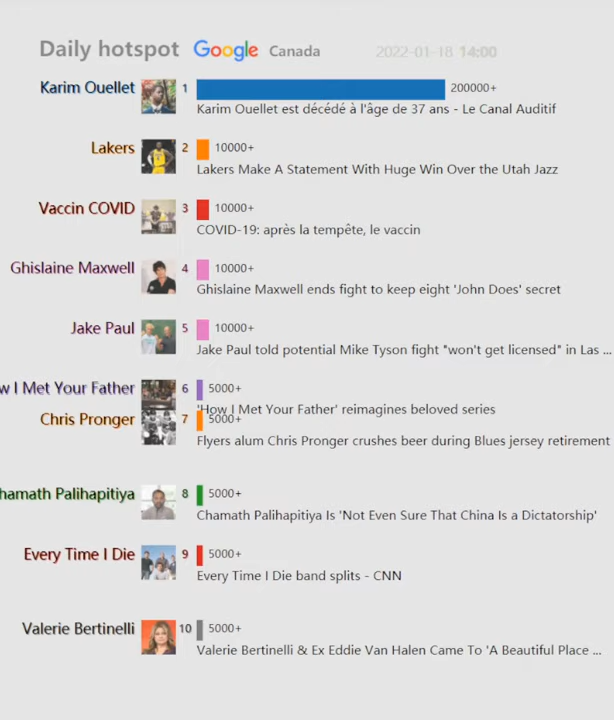 Daily hotspot Google Canada 2022-01-18 14:00
Karim Ouellet 1 200000+
Karim Ouellet est décédé à l'âge de 37 ans - Le Canal Auditif
Lakers 2 10000+
Lakers Make A Statement With Huge Win Over the Utah Jazz
Vaccin COVID 3 10000+
COVID-19: après la tempête, le vaccin
Ghislaine Maxwell 4 10000+
Ghislaine Maxwell ends fight to keep eight 'John Does' secret
Jake Paul 5 10000+
Jake Paul told potential Mike Tyson fight "won't get licensed" in Las ...
w I Met Your Father 6 5000+
'How I Met Your Father' reimagines beloved series
Chris Pronger 7 5000+
Flyers alum Chris Pronger crushes beer during Blues jersey retirement
hamath Palihapitiya 8 5000+
Chamath Palihapitiya Is 'Not Even Sure That China Is a Dictatorship'
Every Time I Die 9 5000+
Every Time I Die band splits - CNN
Valerie Bertinelli 10 5000+
Valerie Bertinelli & Ex Eddie Van Halen Came To 'A Beautiful Place ...